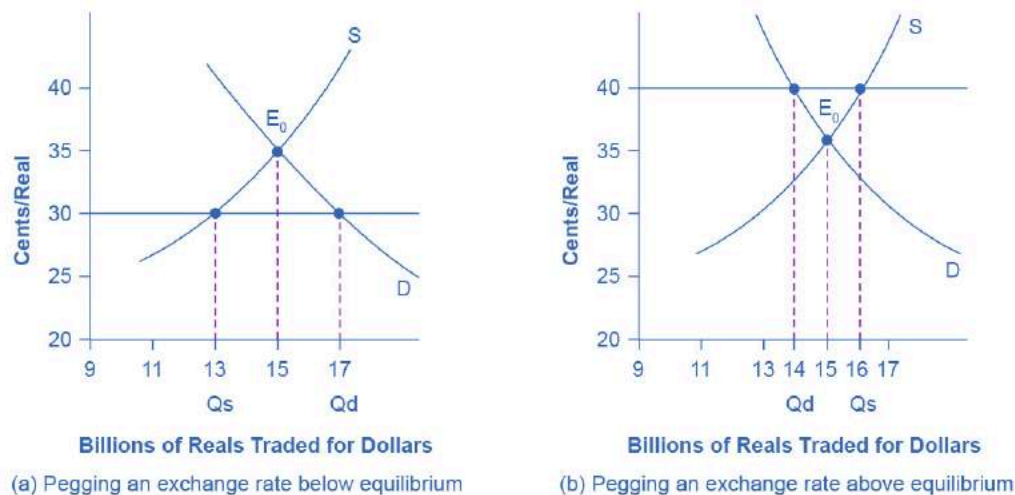 S
40
E₀
35
Cents/Real
30
25
D
20
9 11 13 15 17
Qs Qd
Billions of Reals Traded for Dollars
(a) Pegging an exchange rate below equilibrium
S
40
E₀
35
Cents/Real
30
25
D
20
9 11 13 14 15 16 17
Qd Qs
Billions of Reals Traded for Dollars
(b) Pegging an exchange rate above equilibrium